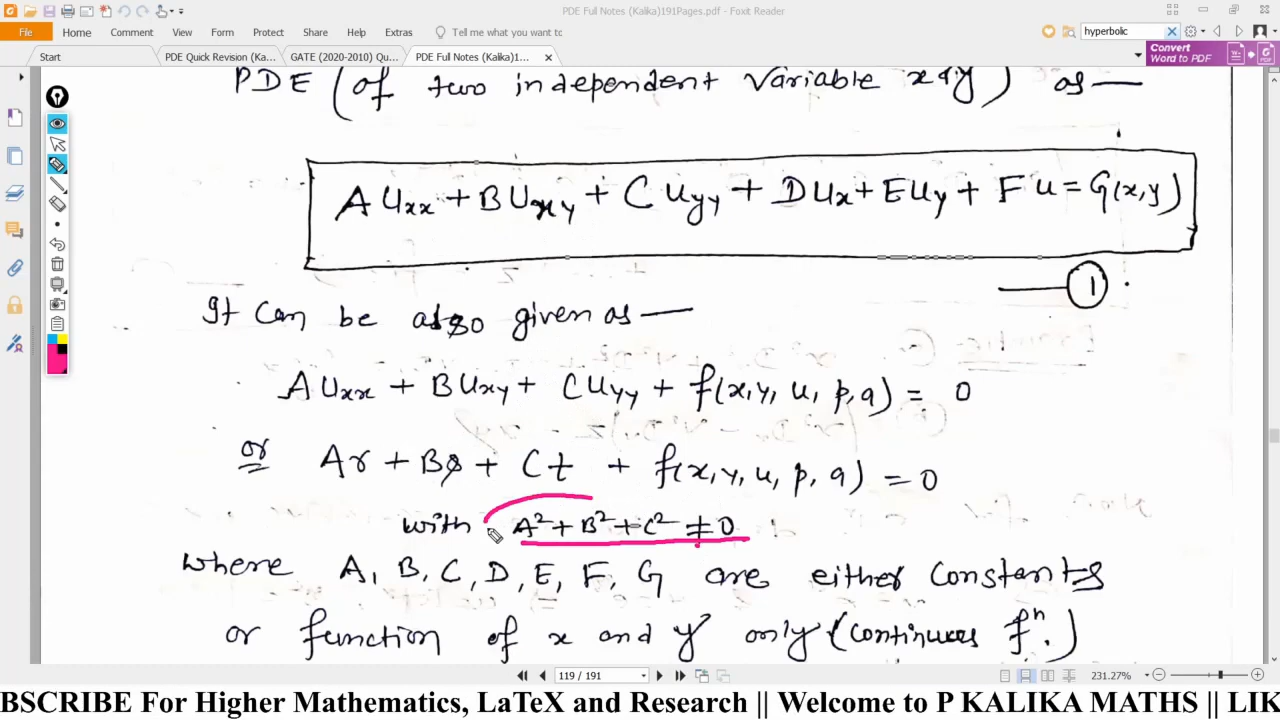 PDE Full Notes (Kalika)191Pages.pdf - Foxit Reader
File Home Comment View Form Protect Share Help Extras Tell me what you want to hyperbolic
Start PDE Quick Revision (Ka... GATE (2020-2010) Qu... PDE Full Notes (Kalika)1... Convert Word to PDF
PDE (of two independent variable x & y) as —
A Uxx + B Uxy + C Uyy + D Ux + E Uy + F u = G(x,y)
— 1
It can be also given as —
A Uxx + B Uxy + C Uyy + f(x, y, u, p, q) = 0
or Ar + Bs + Ct + f(x, y, u, p, q) = 0
with A² + B² + C² ≠ 0
where A, B, C, D, E, F, G are either Constants
or function of x and y only (continues fⁿ.)
119 / 191 231.27%
BSCRIBE For Higher Mathematics, LaTeX and Research || Welcome to P KALIKA MATHS || LIK